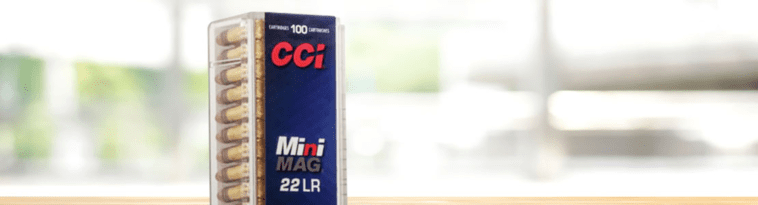 CARTRIDGES 100 CARTOUCHES
CCI
Mini
MAG
22 LR